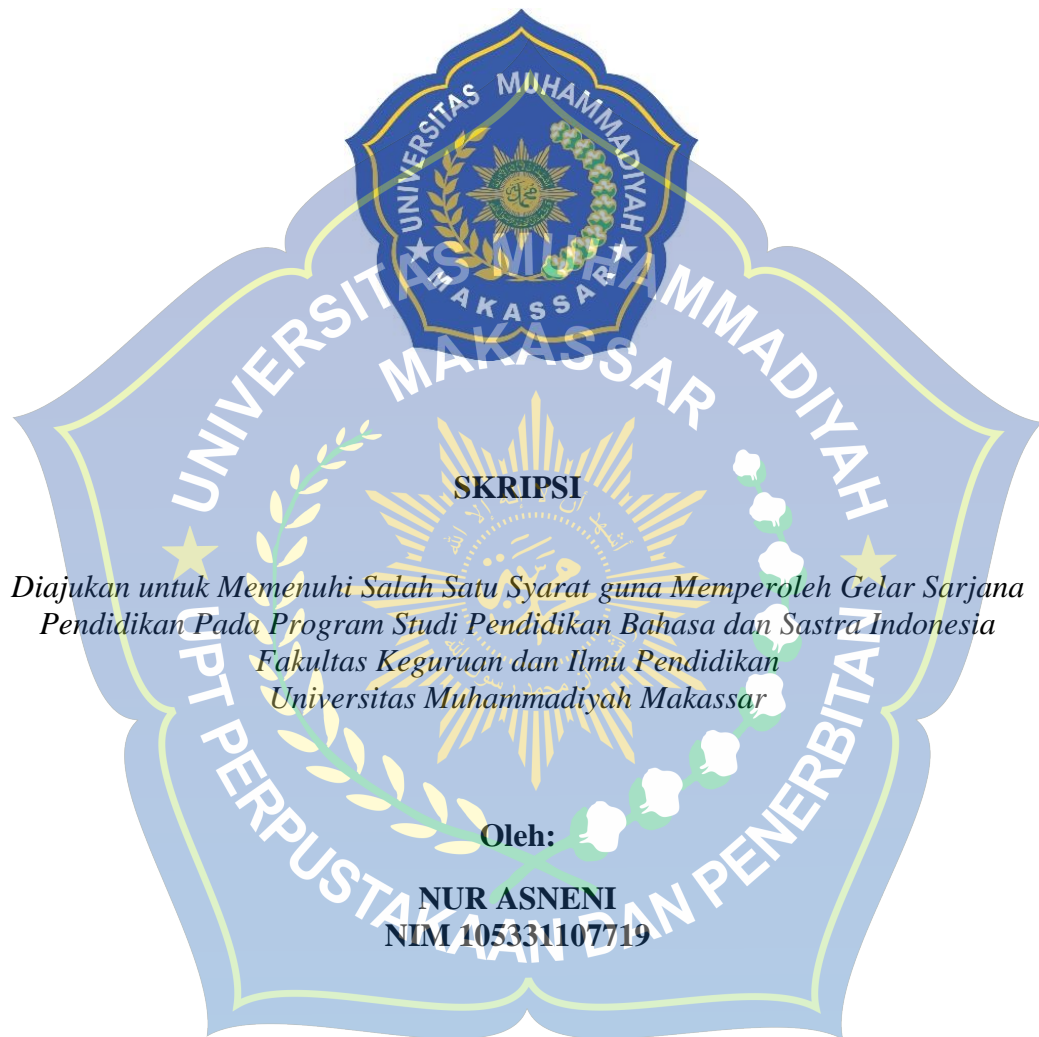 UNIVERSITAS MUHAMMADIYAH
MAKASSAR
UNIVERSITAS MUHAMMADIYAH
MAKASSAR
UPT PERPUSTAKAAN DAN PENERBITAN
محمد
SKRIPSI
Diajukan untuk Memenuhi Salah Satu Syarat guna Memperoleh Gelar Sarjana
Pendidikan Pada Program Studi Pendidikan Bahasa dan Sastra Indonesia
Fakultas Keguruan dan Ilmu Pendidikan
Universitas Muhammadiyah Makassar
Oleh:
NUR ASNENI
NIM 105331107719